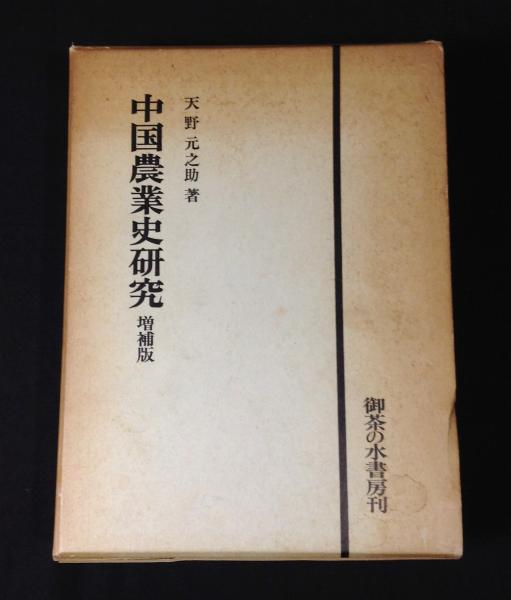 御茶の水書房刊
天野元之助著
中国農業史研究 増補版